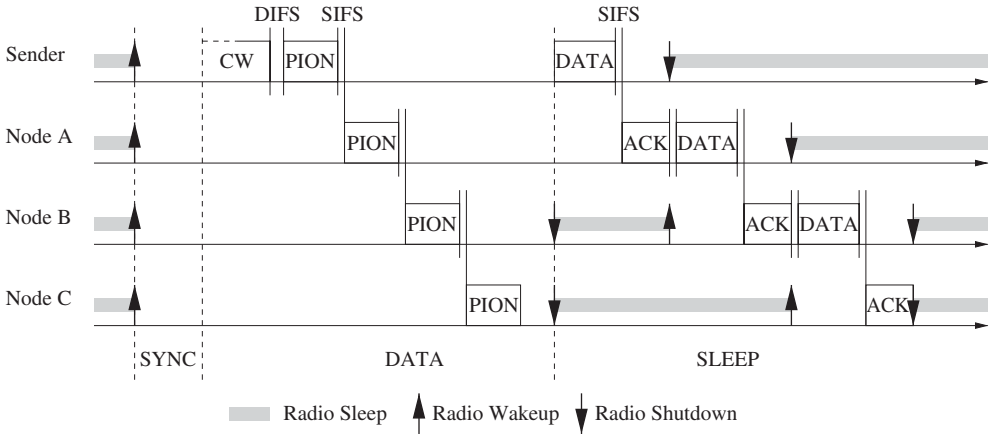 DIFS SIFS SIFS
Sender CW PION DATA
Node A PION ACK DATA
Node B PION ACK DATA
Node C PION ACK
SYNC DATA SLEEP
Radio Sleep Radio Wakeup Radio Shutdown